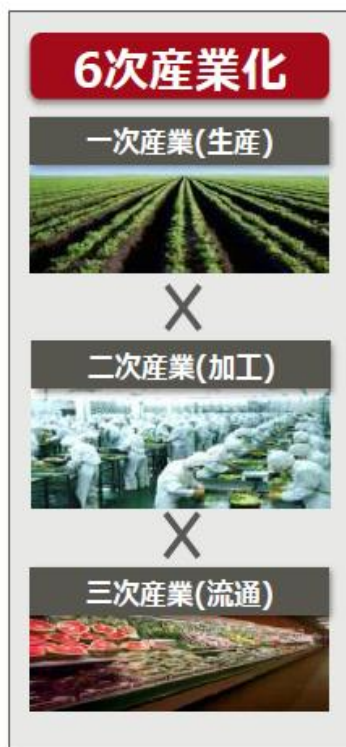 6次産業化
一次産業(生産)
×
二次産業(加工)
×
三次産業(流通)